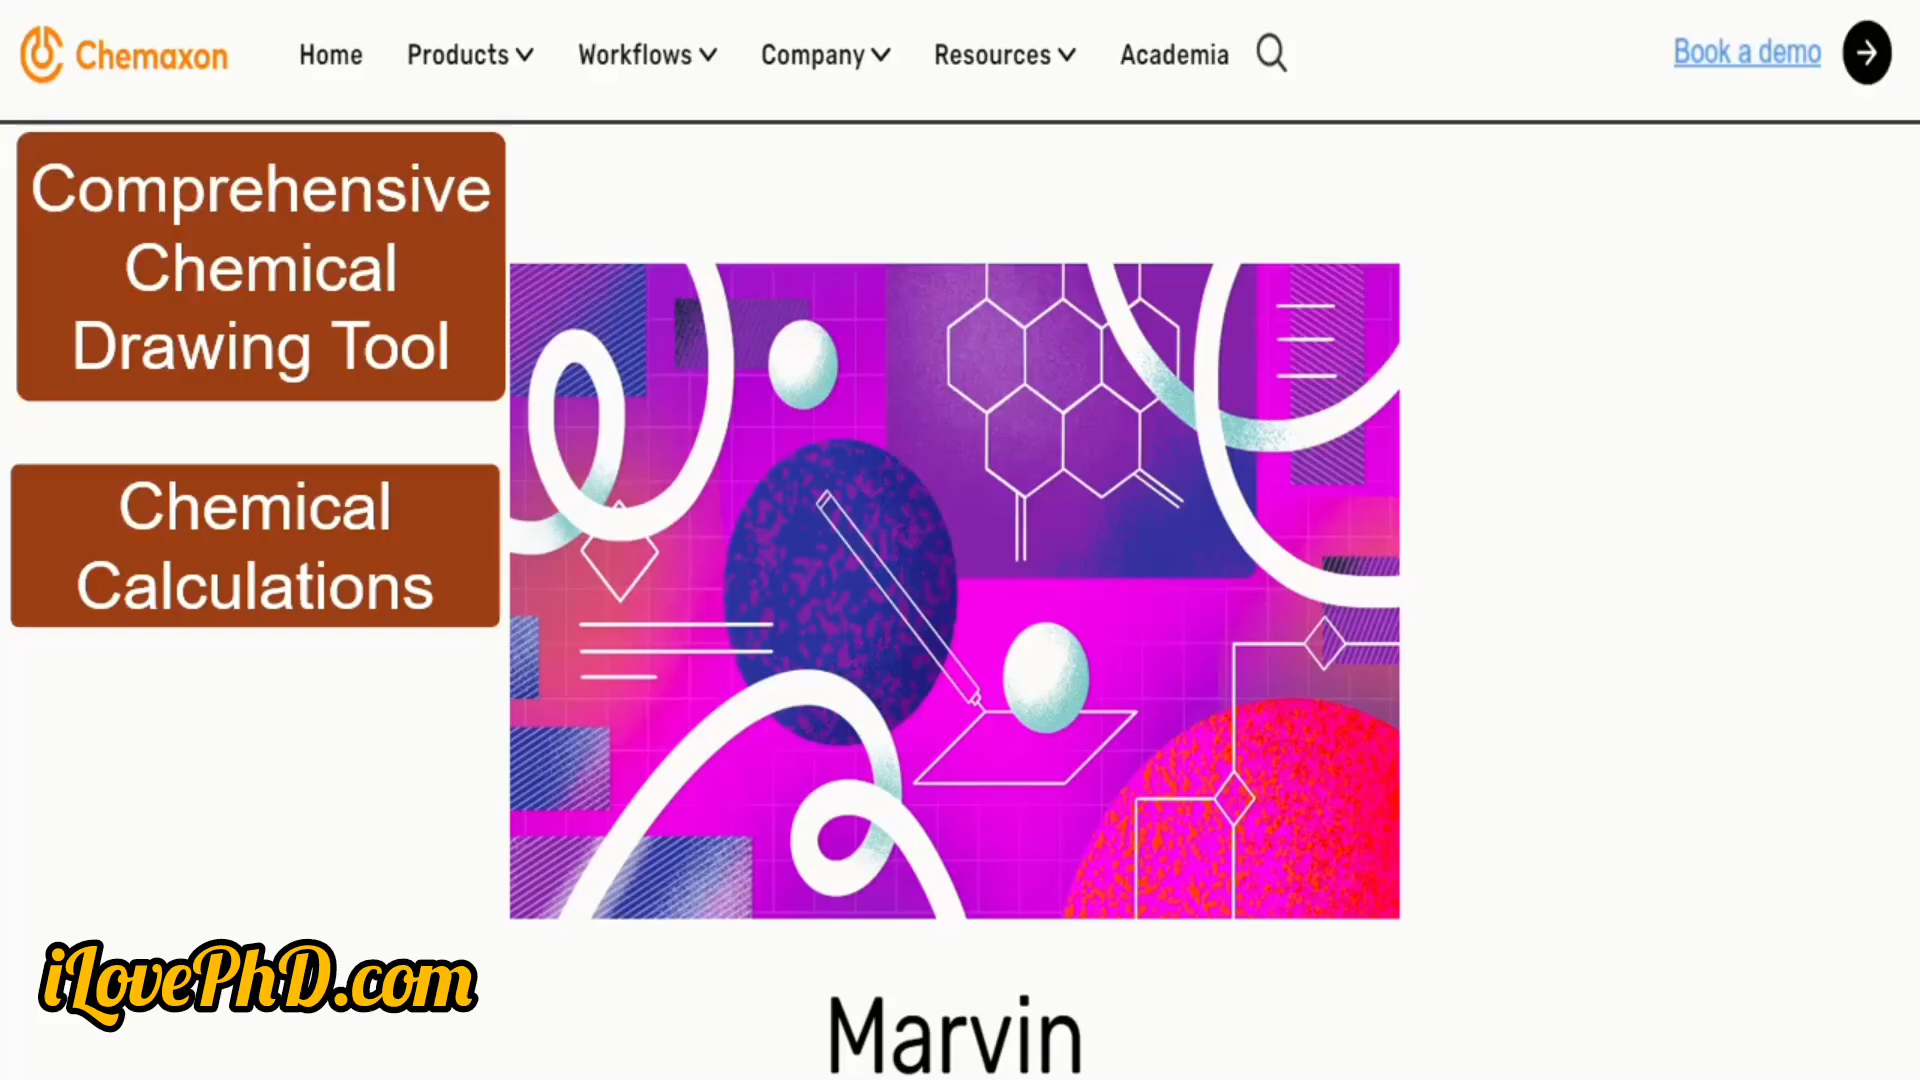 Chemaxon
Home Products Workflows Company Resources Academia
Book a demo
Comprehensive
Chemical
Drawing Tool
Chemical
Calculations
iLovePhD.com
Marvin